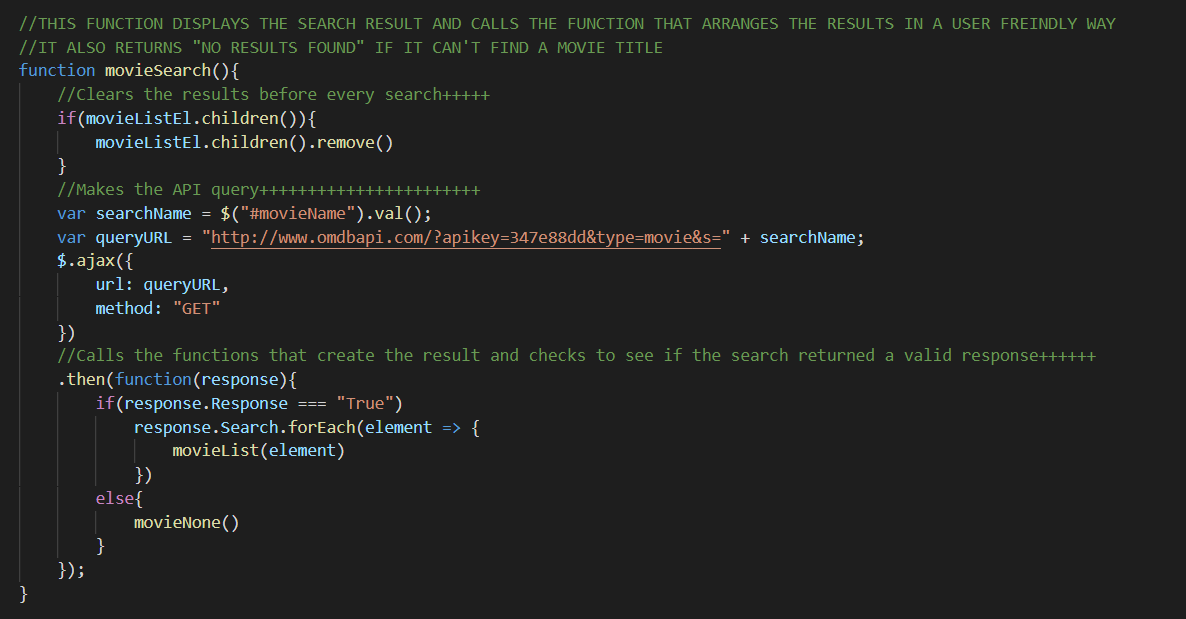 //THIS FUNCTION DISPLAYS THE SEARCH RESULT AND CALLS THE FUNCTION THAT ARRANGES THE RESULTS IN A USER FREINDLY WAY
//IT ALSO RETURNS "NO RESULTS FOUND" IF IT CAN'T FIND A MOVIE TITLE
function movieSearch(){
    //Clears the results before every search+++++
    if(movieListEl.children()){
        movieListEl.children().remove()
    }
    //Makes the API query+++++++++++++++++++++++
    var searchName = $("#movieName").val();
    var queryURL = "http://www.omdbapi.com/?apikey=347e88dd&type=movie&s=" + searchName;
    $.ajax({
        url: queryURL,
        method: "GET"
    })
    //Calls the functions that create the result and checks to see if the search returned a valid response++++++
    .then(function(response){
        if(response.Response === "True")
            response.Search.forEach(element => {
                movieList(element)
            })
        else{
            movieNone()
        }
    });
}